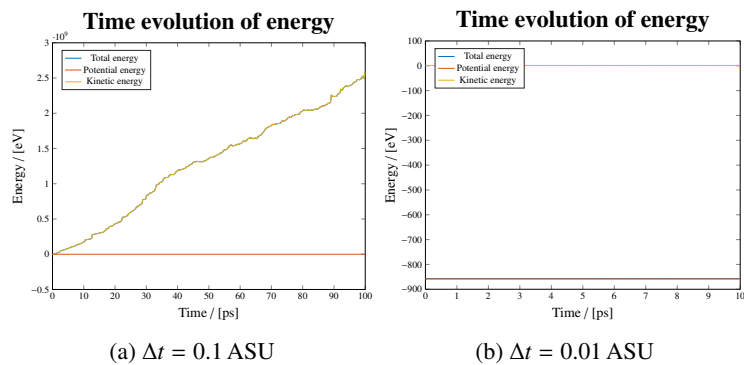 Time evolution of energy
·10⁹
3
2.5
2
1.5
1
0.5
0
−0.5
Energy / [eV]
Total energy
Potential energy
Kinetic energy
0 10 20 30 40 50 60 70 80 90 100
Time / [ps]
(a) Δt = 0.1 ASU
Time evolution of energy
100
0
−100
−200
−300
−400
−500
−600
−700
−800
−900
Energy / [eV]
Total energy
Potential energy
Kinetic energy
0 1 2 3 4 5 6 7 8 9 10
Time / [ps]
(b) Δt = 0.01 ASU